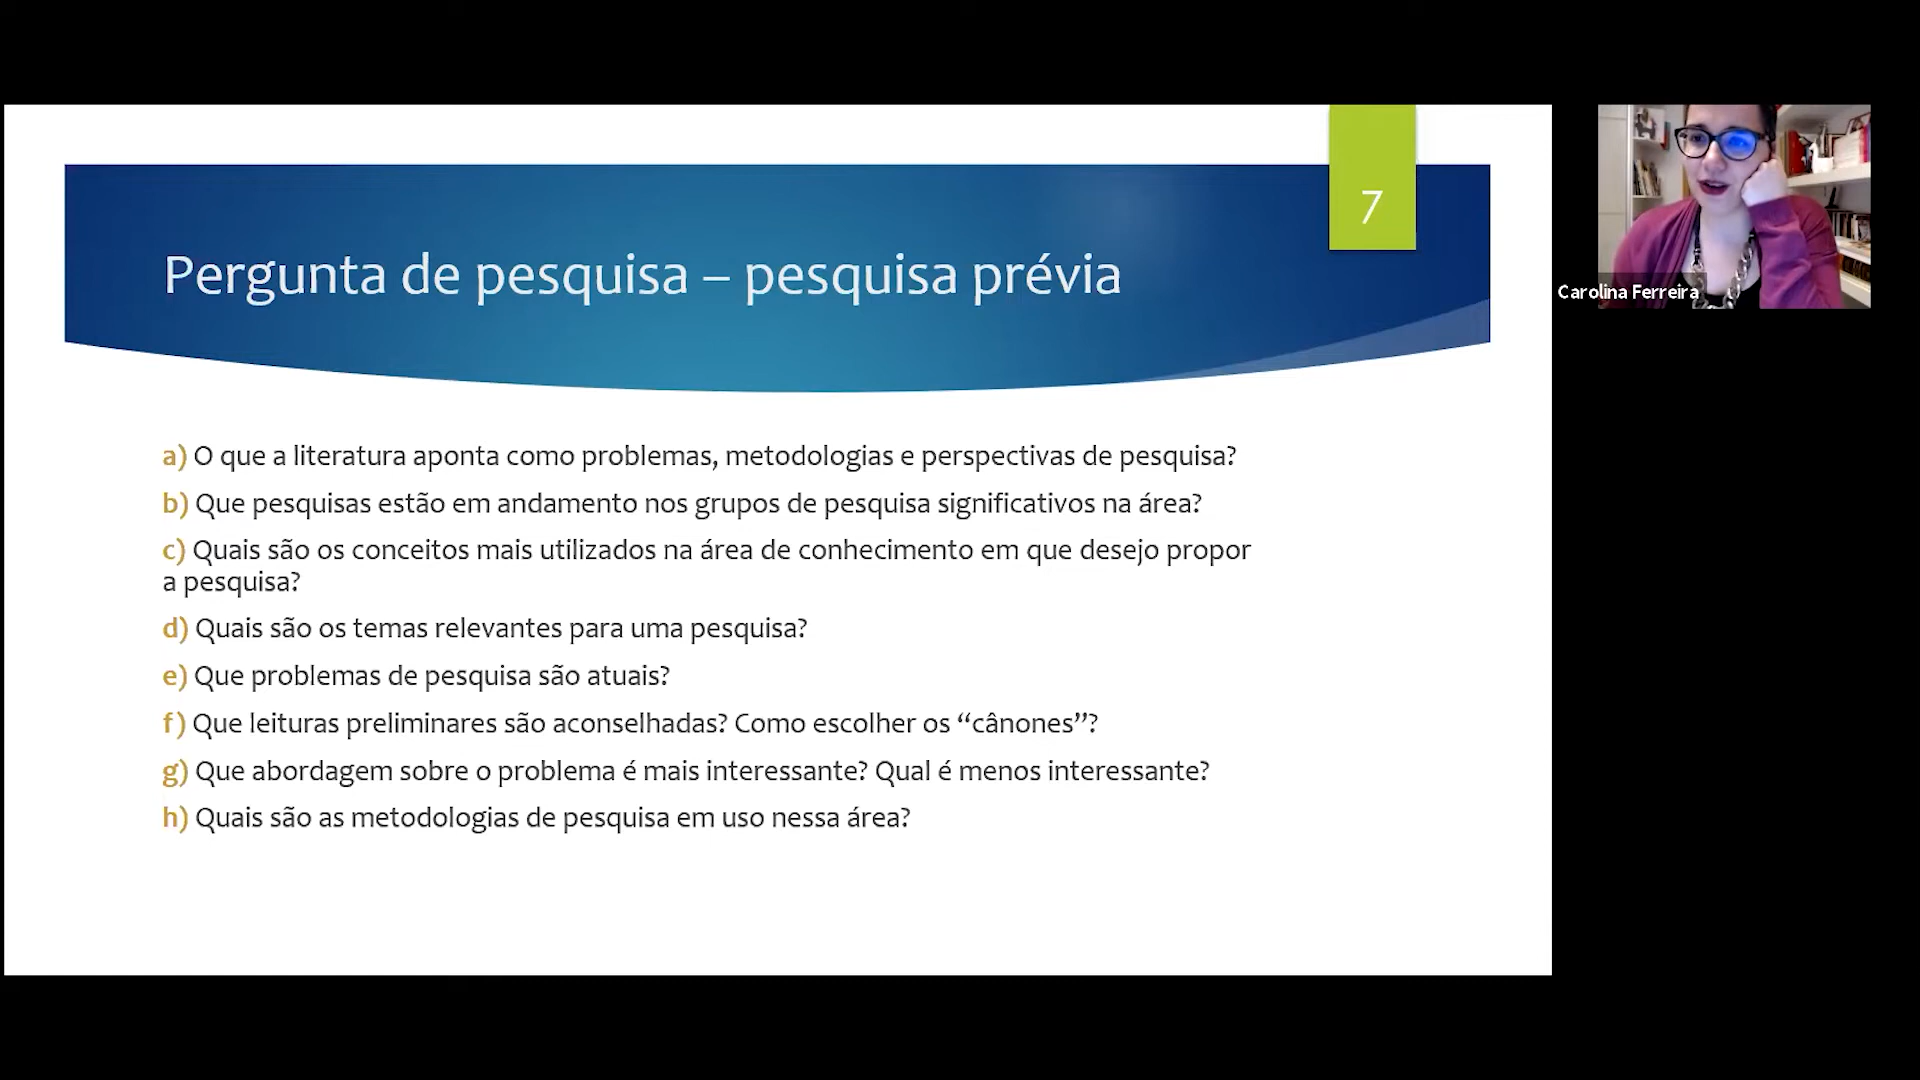 7
Pergunta de pesquisa – pesquisa prévia
Carolina Ferreira
a) O que a literatura aponta como problemas, metodologias e perspectivas de pesquisa?
b) Que pesquisas estão em andamento nos grupos de pesquisa significativos na área?
c) Quais são os conceitos mais utilizados na área de conhecimento em que desejo propor
a pesquisa?
d) Quais são os temas relevantes para uma pesquisa?
e) Que problemas de pesquisa são atuais?
f) Que leituras preliminares são aconselhadas? Como escolher os “cânones”?
g) Que abordagem sobre o problema é mais interessante? Qual é menos interessante?
h) Quais são as metodologias de pesquisa em uso nessa área?